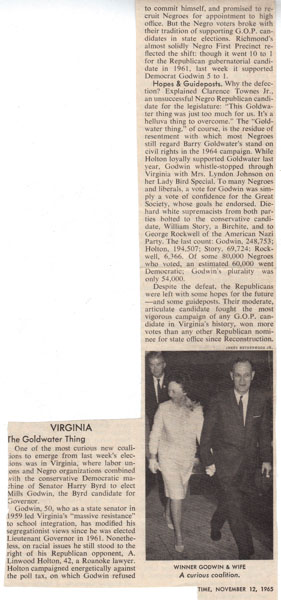 VIRGINIA
The Goldwater Thing
One of the most curious new coali-
tions to emerge from last week's elec-
tions was in Virginia, where labor un-
ions and Negro organizations combined
with the conservative Democratic ma-
chine of Senator Harry Byrd to elect
Mills Godwin, the Byrd candidate for
Governor.
Godwin, 50, who as a state senator in
1959 led Virginia's "massive resistance"
to school integration, has modified his
segregationist views since he was elected
Lieutenant Governor in 1961. Nonethe-
less, on racial issues he still stood to the
right of his Republican opponent, A.
Linwood Holton, 42, a Roanoke lawyer.
Holton campaigned energetically against
the poll tax, on which Godwin refused
to commit himself, and promised to re-
cruit Negroes for appointment to high
office. But the Negro voters broke with
their tradition of supporting G.O.P. can-
didates in state elections. Richmond's
almost solidly Negro First Precinct re-
flected the shift: though it went 10 to 1
for the Republican gubernatorial candi-
date in 1961, last week it supported
Democrat Godwin 5 to 1.
Hopes & Guideposts. Why the defec-
tion? Explained Clarence Townes Jr.,
an unsuccessful Negro Republican candi-
date for the legislature: "This Goldwa-
ter thing was just too much for us. It's a
helluva thing to overcome." The "Gold-
water thing," of course, is the residue of
resentment with which most Negroes
still regard Barry Goldwater's stand on
civil rights in the 1964 campaign. While
Holton loyally supported Goldwater last
year, Godwin whistle-stopped through
Virginia with Mrs. Lyndon Johnson on
her Lady Bird Special. To many Negroes
and liberals, a vote for Godwin was sim-
ply a vote of confidence for the Great
Society, whose goals he endorsed. Die-
hard white supremacists from both par-
ties bolted to the conservative candi-
date, William Story, a Birchite, and to
George Rockwell of the American Nazi
Party. The last count: Godwin, 248,753;
Holton, 194,507; Story, 69,724; Rock-
well, 6,366. Of some 80,000 Negroes
who voted, an estimated 60,000 went
Democratic; Godwin's plurality was
only 54,000.
Despite the defeat, the Republicans
were left with some hopes for the future
—and some guideposts. Their moderate,
articulate candidate fought the most
vigorous campaign of any G.O.P. can-
didate in Virginia's history, won more
votes than any other Republican nomi-
nee for state office since Reconstruction.
WINNER GODWIN & WIFE
A curious coalition.
TIME, NOVEMBER 12, 1965